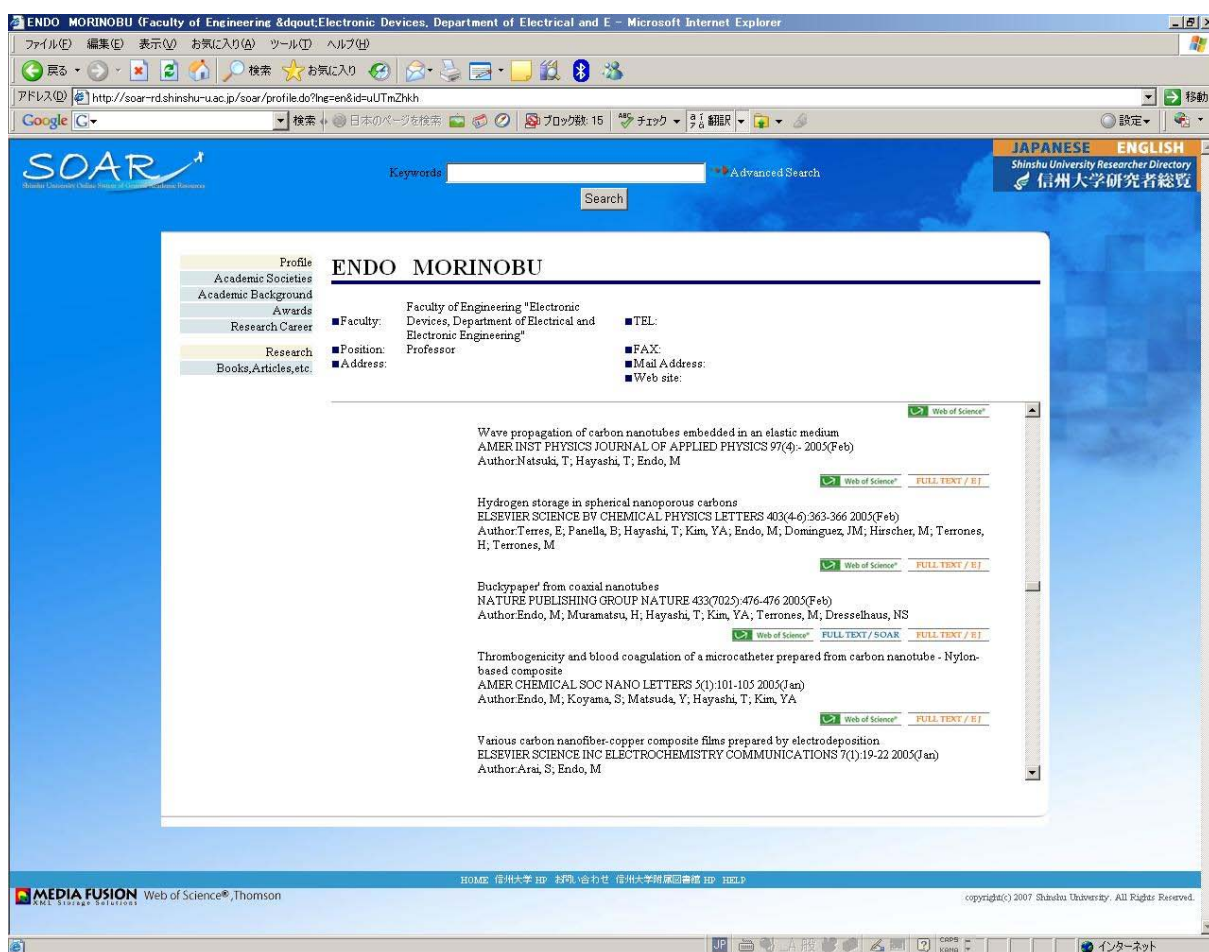 ENDO MORINOBU (Faculty of Engineering &dqout;Electronic Devices, Department of Electrical and E - Microsoft Internet Explorer
ファイル(F) 編集(E) 表示(V) お気に入り(A) ツール(T) ヘルプ(H)
戻る 検索 お気に入り
アドレス(D) http://soar-rd.shinshu-u.ac.jp/soar/profile.do?lng=en&id=uUTmZhkh 移動
Google 検索 日本のページを検索 ブロック数: 15 チェック 翻訳 設定
SOAR
Keywords
Advanced Search
Search
JAPANESE ENGLISH
Shinshu University Researcher Directory
信州大学研究者総覧
Profile
Academic Societies
Academic Background
Awards
Research Career
Research
Books,Articles,etc.
ENDO MORINOBU
■Faculty: Faculty of Engineering "Electronic Devices, Department of Electrical and Electronic Engineering"
■Position: Professor
■Address:
■TEL:
■FAX:
■Mail Address:
■Web site:
Web of Science®
Wave propagation of carbon nanotubes embedded in an elastic medium
AMER INST PHYSICS JOURNAL OF APPLIED PHYSICS 97(4):- 2005(Feb)
Author:Natsuki, T; Hayashi, T; Endo, M
Web of Science® FULL TEXT / EJ
Hydrogen storage in spherical nanoporous carbons
ELSEVIER SCIENCE BV CHEMICAL PHYSICS LETTERS 403(4-6):363-366 2005(Feb)
Author:Terres, E; Panella, B; Hayashi, T; Kim, YA; Endo, M; Dominguez, JM; Hirscher, M; Terrones,
H; Terrones, M
Web of Science® FULL TEXT / EJ
Buckypaper' from coaxial nanotubes
NATURE PUBLISHING GROUP NATURE 433(7025):476-476 2005(Feb)
Author:Endo, M; Muramatsu, H; Hayashi, T; Kim, YA; Terrones, M; Dresselhaus, NS
Web of Science® FULL TEXT / SOAR FULL TEXT / EJ
Thrombogenicity and blood coagulation of a microcatheter prepared from carbon nanotube - Nylon-
based composite
AMER CHEMICAL SOC NANO LETTERS 5(1):101-105 2005(Jan)
Author:Endo, M; Koyama, S; Matsuda, Y; Hayashi, T; Kim, YA
Web of Science® FULL TEXT / EJ
Various carbon nanofiber-copper composite films prepared by electrodeposition
ELSEVIER SCIENCE INC ELECTROCHEMISTRY COMMUNICATIONS 7(1):19-22 2005(Jan)
Author:Arai, S; Endo, M
HOME 信州大学 HP お問い合わせ 信州大学附属図書館 HP HELP
MEDIA FUSION Web of Science® ,Thomson
XML Storage Solutions
copyright(c) 2007 Shinshu University. All Rights Reserved.
JP A 般 CAPS KANA インターネット